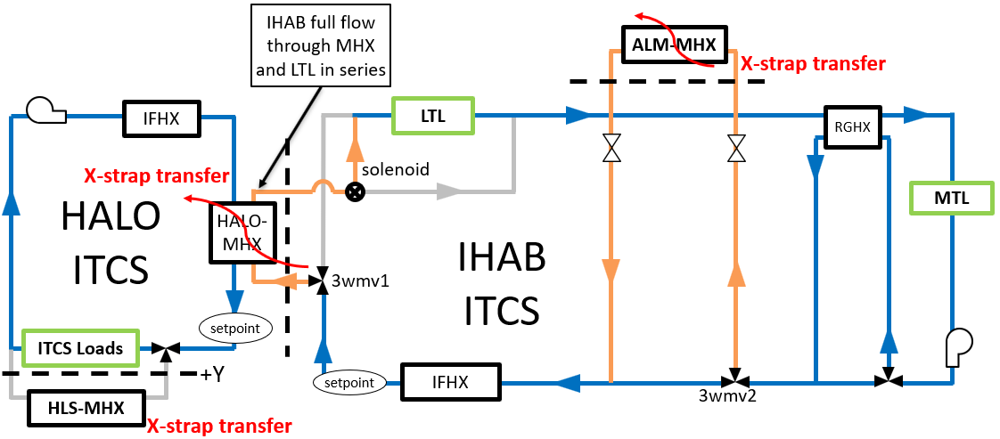 IHAB full flow
through MHX
and LTL in series
ALM-MHX
X-strap transfer
IFHX
LTL
RGHX
X-strap transfer
solenoid
MTL
HALO
ITCS
HALO-
MHX
IHAB
ITCS
3wmv1
setpoint
ITCS Loads
+Y
setpoint
IFHX
3wmv2
HLS-MHX
X-strap transfer